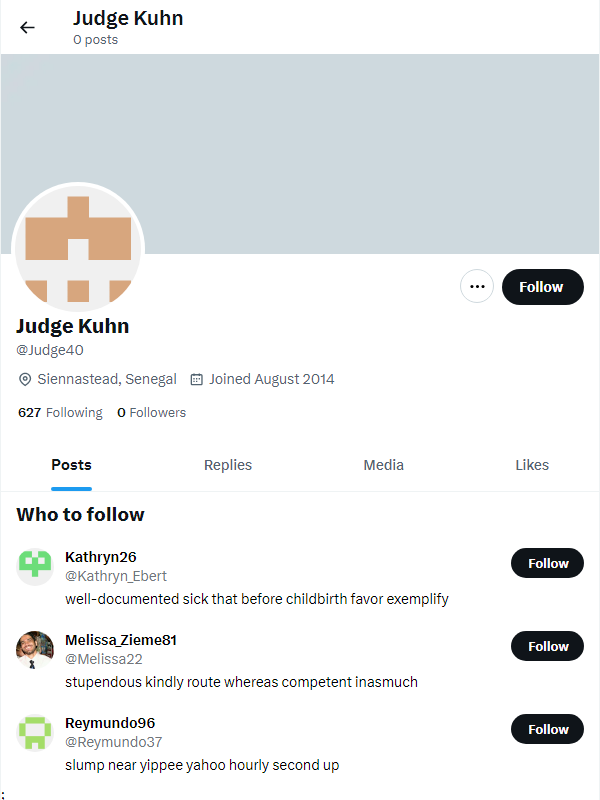 Judge Kuhn
0 posts
Follow
Judge Kuhn
@Judge40
Siennastead, Senegal Joined August 2014
627 Following 0 Followers
Posts Replies Media Likes
Who to follow
Kathryn26
@Kathryn_Ebert
Follow
well-documented sick that before childbirth favor exemplify
Melissa_Zieme81
@Melissa22
Follow
stupendous kindly route whereas competent inasmuch
Reymundo96
@Reymundo37
Follow
slump near yippee yahoo hourly second up
;